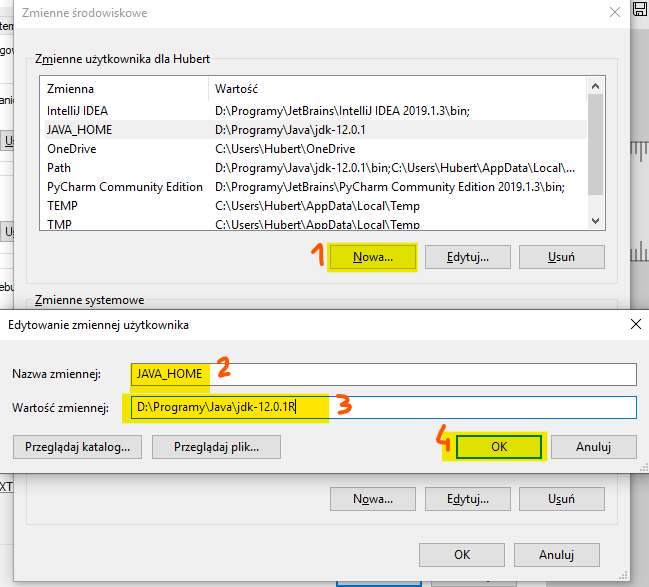 Zmienne środowiskowe
Zmienne użytkownika dla Hubert
Zmienna Wartość
IntelliJ IDEA D:\Programy\JetBrains\IntelliJ IDEA 2019.1.3\bin;
JAVA_HOME D:\Programy\Java\jdk-12.0.1
OneDrive C:\Users\Hubert\OneDrive
Path D:\Programy\Java\jdk-12.0.1\bin;C:\Users\Hubert\AppData\Local\...
PyCharm Community Edition D:\Programy\JetBrains\PyCharm Community Edition 2019.1.3\bin;
TEMP C:\Users\Hubert\AppData\Local\Temp
TMP C:\Users\Hubert\AppData\Local\Temp
1 Nowa... Edytuj... Usuń
Zmienne systemowe
Edytowanie zmiennej użytkownika
Nazwa zmiennej: JAVA_HOME 2
Wartość zmiennej: D:\Programy\Java\jdk-12.0.1R 3
Przeglądaj katalog... Przeglądaj plik... 4 OK Anuluj
XT
Nowa... Edytuj... Usuń
OK Anuluj